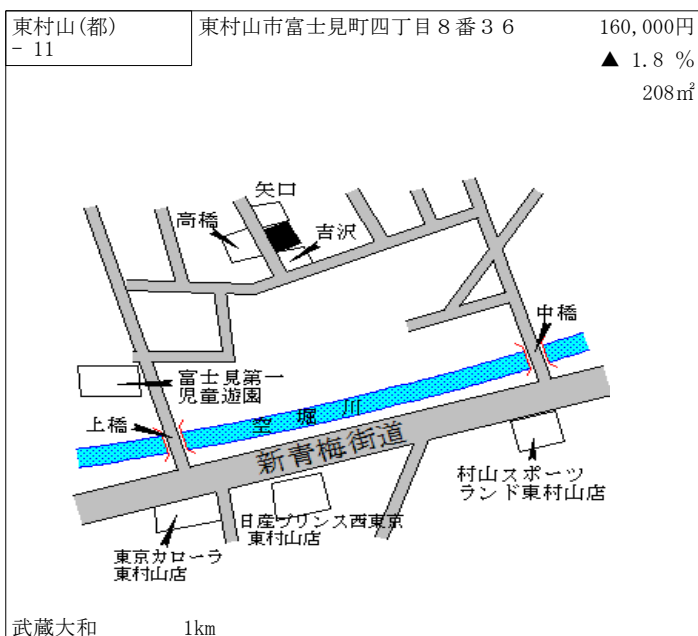 東村山(都)
- 11
東村山市富士見町四丁目8番36
160,000円
▲ 1.8 %
208㎡
矢口
高橋
吉沢
中橋
富士見第一
児童遊園
上橋
空堀川
新青梅街道
村山スポーツ
ランド東村山店
日産プリンス西東京
東村山店
東京カローラ
東村山店
武蔵大和 1km